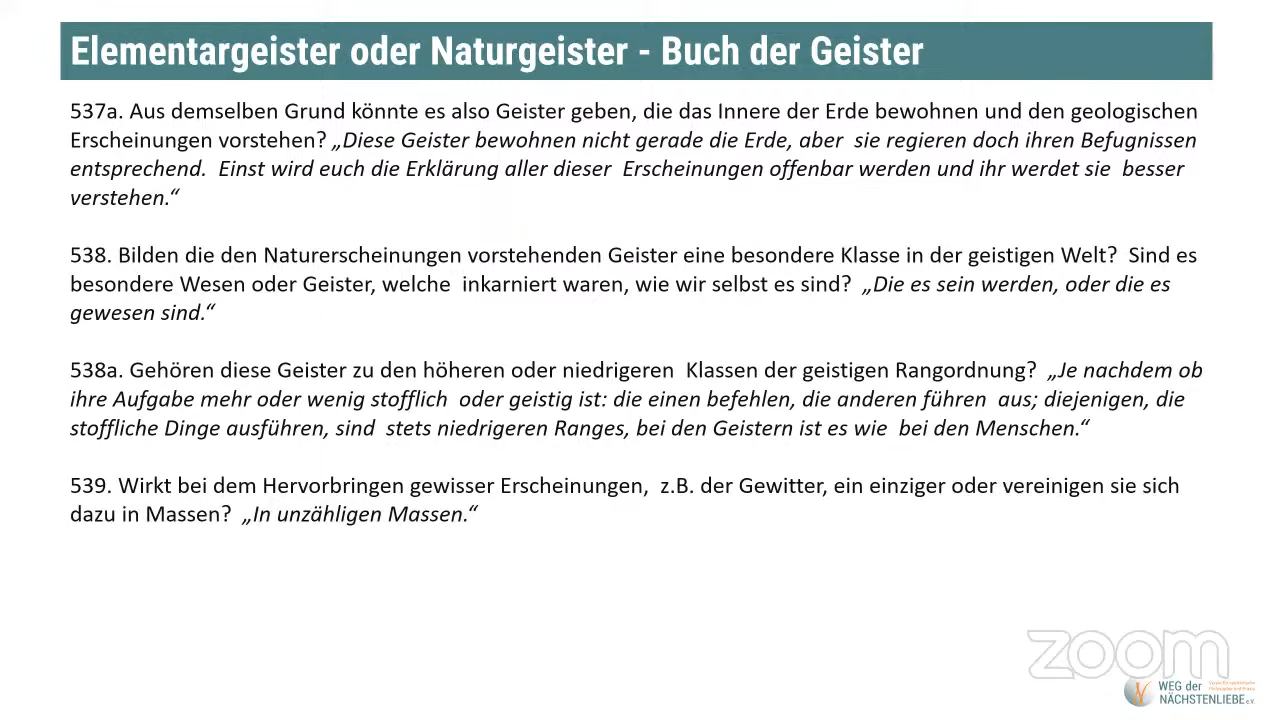 Elementargeister oder Naturgeister - Buch der Geister
537a. Aus demselben Grund könnte es also Geister geben, die das Innere der Erde bewohnen und den geologischen
Erscheinungen vorstehen? „Diese Geister bewohnen nicht gerade die Erde, aber sie regieren doch ihren Befugnissen
entsprechend. Einst wird euch die Erklärung aller dieser Erscheinungen offenbar werden und ihr werdet sie besser
verstehen.“
538. Bilden die den Naturerscheinungen vorstehenden Geister eine besondere Klasse in der geistigen Welt? Sind es
besondere Wesen oder Geister, welche inkarniert waren, wie wir selbst es sind? „Die es sein werden, oder die es
gewesen sind.“
538a. Gehören diese Geister zu den höheren oder niedrigeren Klassen der geistigen Rangordnung? „Je nachdem ob
ihre Aufgabe mehr oder wenig stofflich oder geistig ist: die einen befehlen, die anderen führen aus; diejenigen, die
stoffliche Dinge ausführen, sind stets niedrigeren Ranges, bei den Geistern ist es wie bei den Menschen.“
539. Wirkt bei dem Hervorbringen gewisser Erscheinungen, z.B. der Gewitter, ein einziger oder vereinigen sie sich
dazu in Massen? „In unzähligen Massen.“
zoom
WEG der
NÄCHSTENLIEBE e.V.